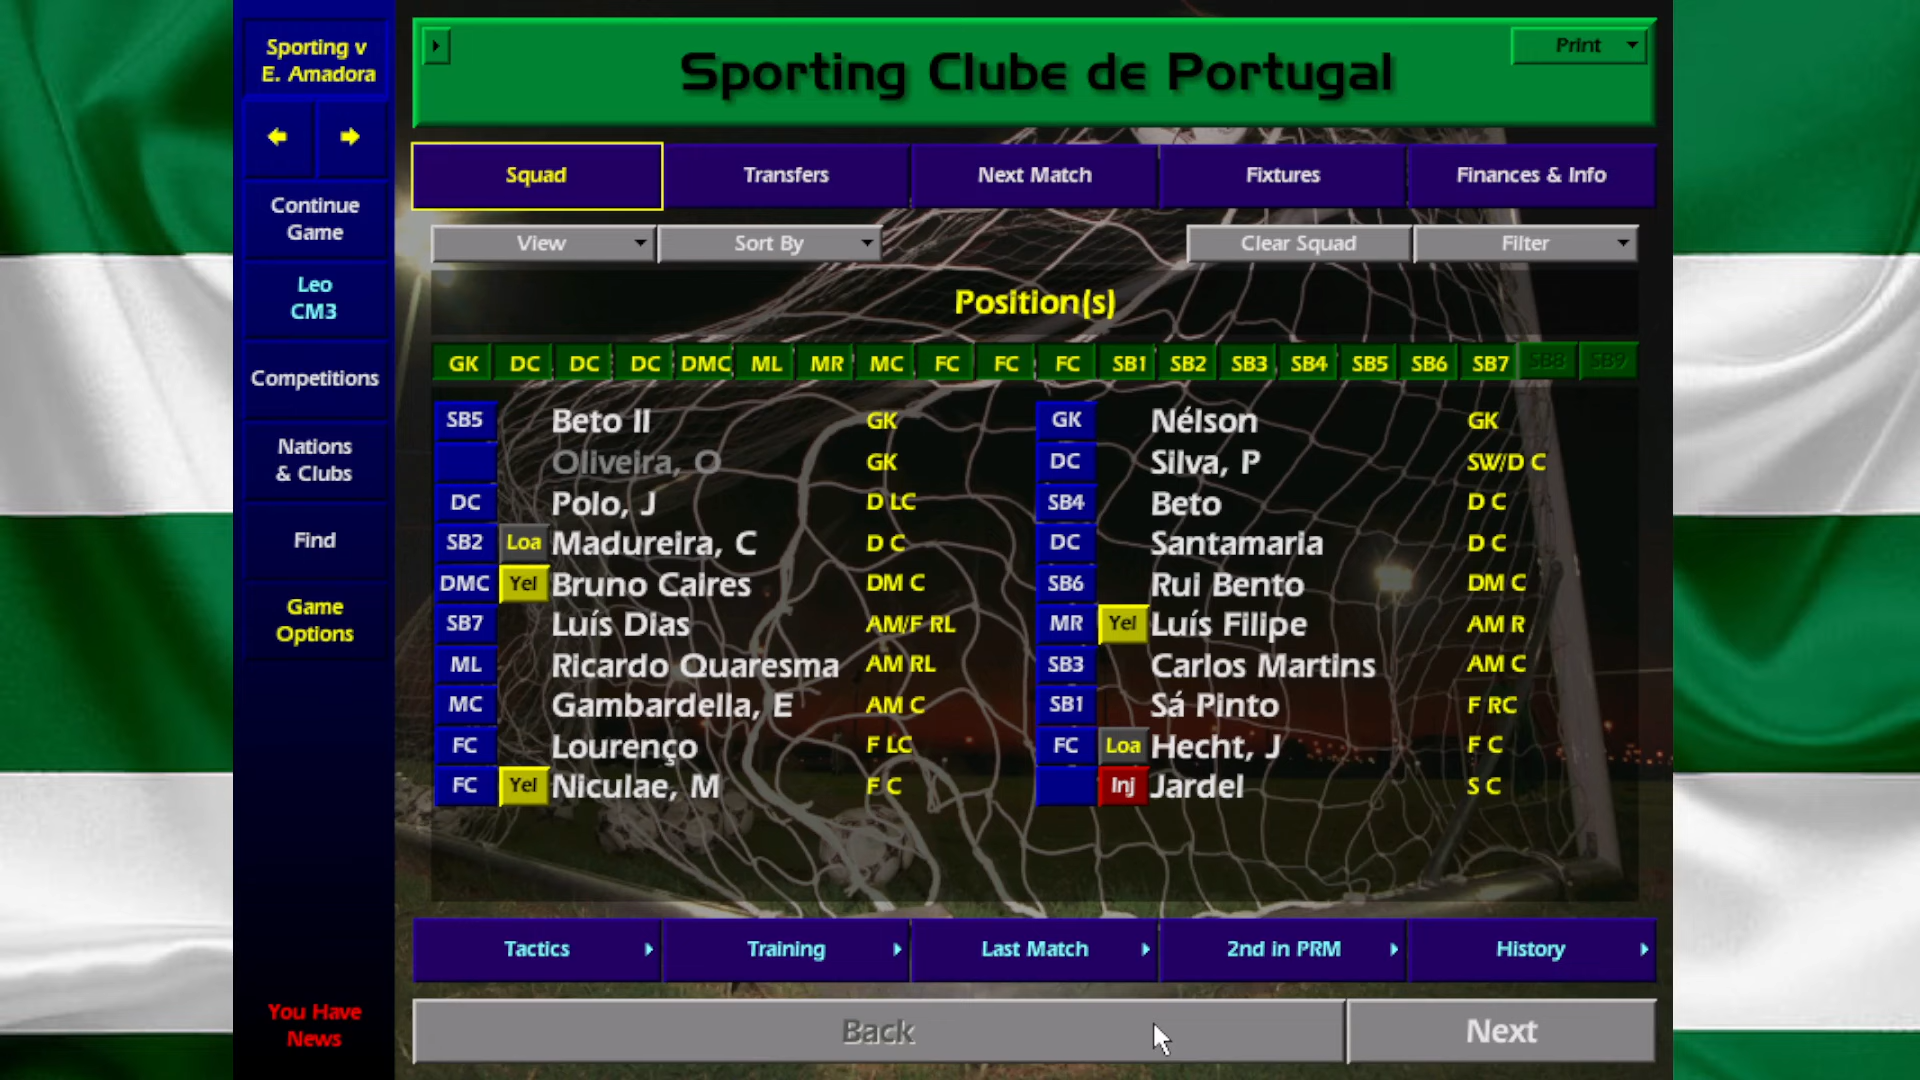 Sporting v
E. Amadora
Continue
Game
Leo
CM3
Competitions
Nations
& Clubs
Find
Game
Options
You Have
News
Sporting Clube de Portugal
Print
Squad
Transfers
Next Match
Fixtures
Finances & Info
View
Sort By
Clear Squad
Filter
Position(s)
GK DC DC DC DMC ML MR MC FC FC FC SB1 SB2 SB3 SB4 SB5 SB6 SB7 SB8 SB9
SB5 Beto II GK
GK Nélson GK
Oliveira, O GK
DC Silva, P SW/D C
DC Polo, J D LC
SB4 Beto D C
SB2 Loa Madureira, C D C
DC Santamaria D C
DMC Yel Bruno Caires DM C
SB6 Rui Bento DM C
SB7 Luís Dias AM/F RL
MR Yel Luís Filipe AM R
ML Ricardo Quaresma AM RL
SB3 Carlos Martins AM C
MC Gambardella, E AM C
SB1 Sá Pinto F RC
FC Lourenço F LC
FC Loa Hecht, J F C
FC Yel Niculae, M F C
Inj Jardel S C
Tactics
Training
Last Match
2nd in PRM
History
Back
Next